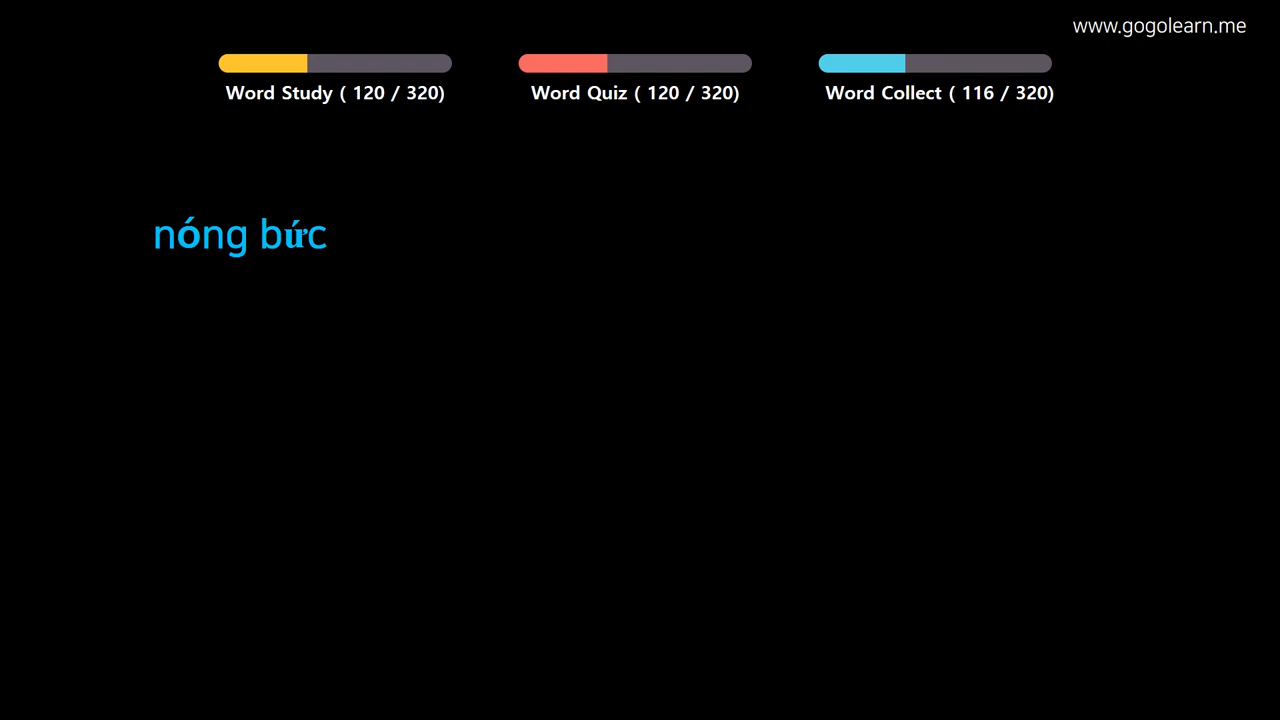 www.gogolearn.me
Word Study ( 120 / 320)
Word Quiz ( 120 / 320)
Word Collect ( 116 / 320)
nóng bức